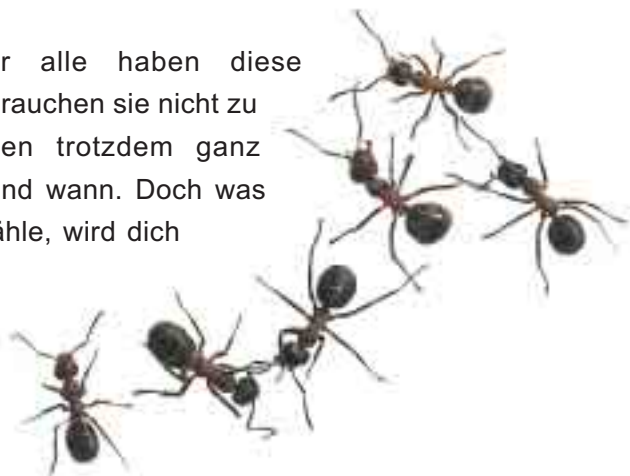 r alle haben diese
rauchen sie nicht zu
en trotzdem ganz
nd wann. Doch was
ähle, wird dich